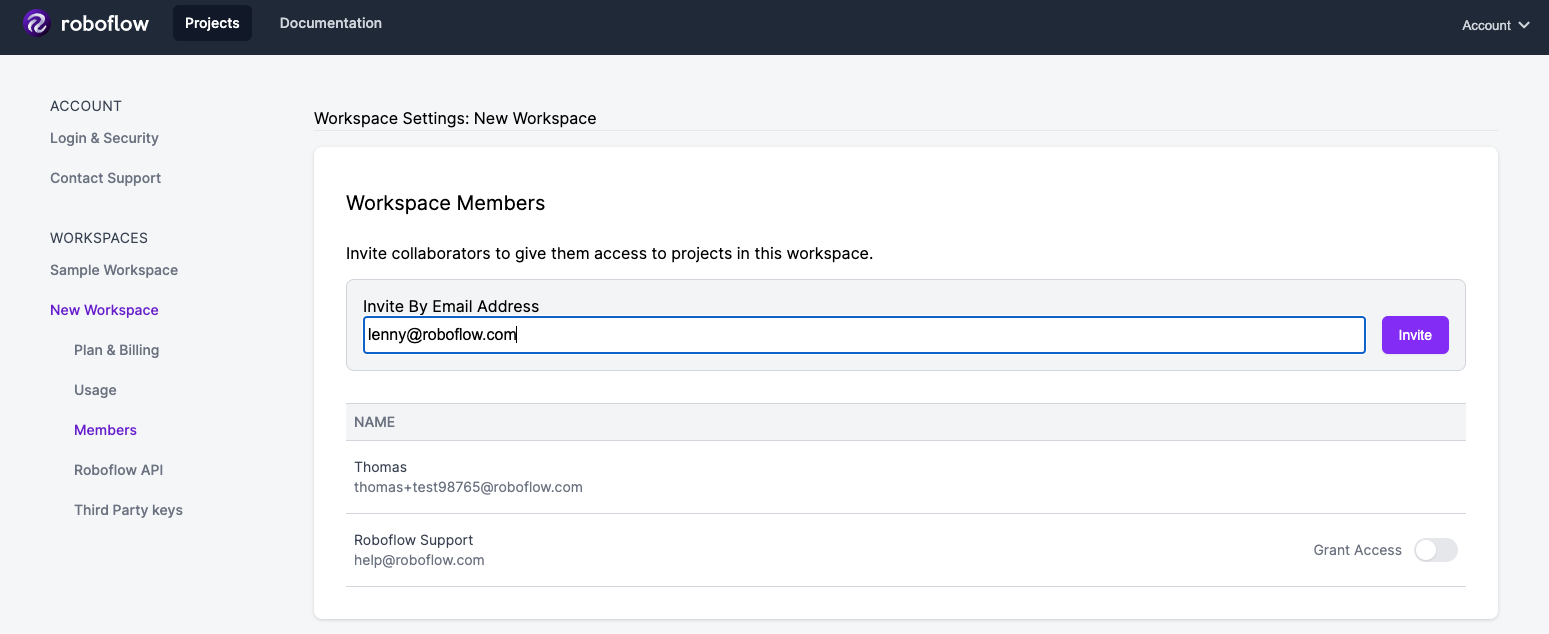 roboflow Projects Documentation Account
ACCOUNT
Login & Security
Contact Support
WORKSPACES
Sample Workspace
New Workspace
Plan & Billing
Usage
Members
Roboflow API
Third Party keys
Workspace Settings: New Workspace
Workspace Members
Invite collaborators to give them access to projects in this workspace.
Invite By Email Address
lenny@roboflow.com Invite
NAME
Thomas
thomas+test98765@roboflow.com
Roboflow Support
help@roboflow.com
Grant Access